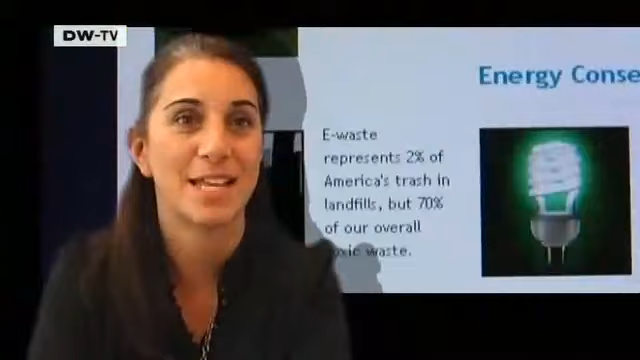 DW-TV
Energy Conse
E-waste
represents 2% of
America's trash in
landfills, but 70%
of our overall
toxic waste.